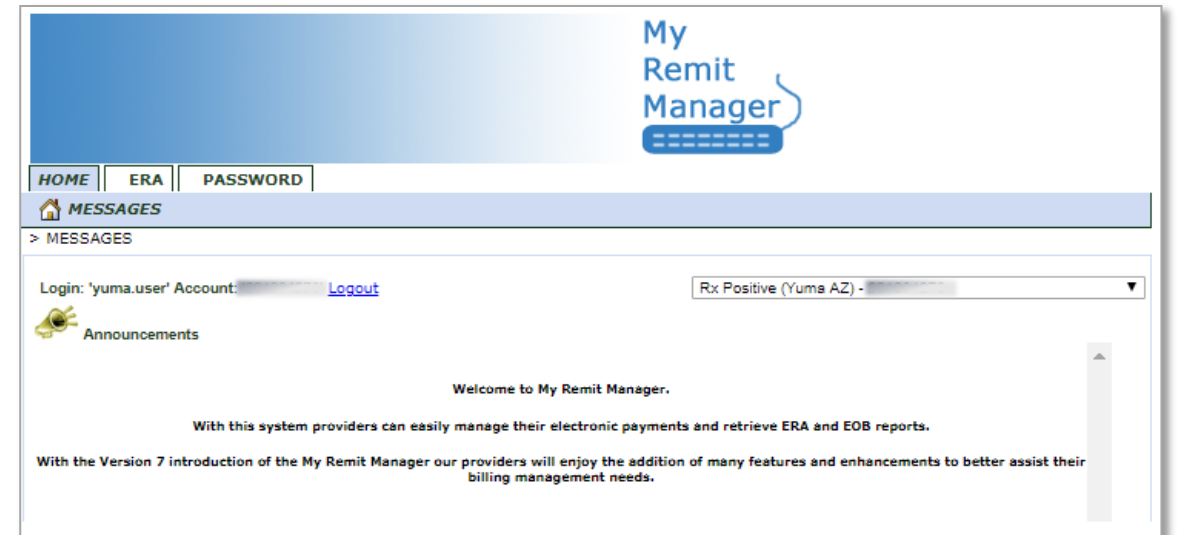 My
Remit
Manager
HOME ERA PASSWORD
MESSAGES
> MESSAGES
Login: 'yuma.user' Account: Logout Rx Positive (Yuma AZ) -
Announcements
Welcome to My Remit Manager.
With this system providers can easily manage their electronic payments and retrieve ERA and EOB reports.
With the Version 7 introduction of the My Remit Manager our providers will enjoy the addition of many features and enhancements to better assist their
billing management needs.